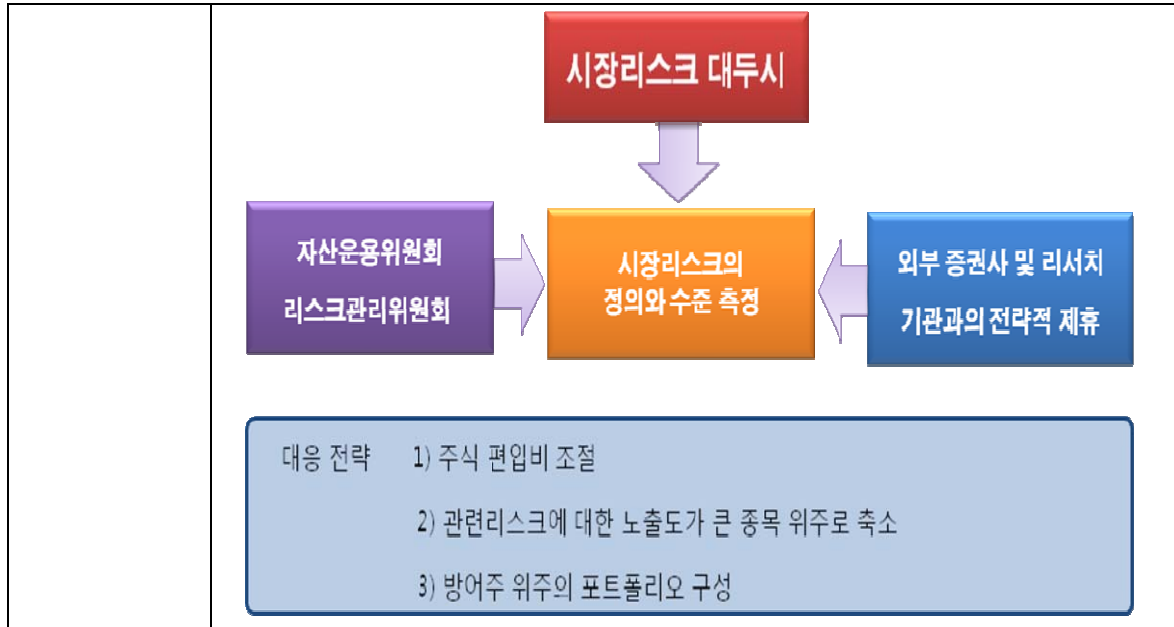 시장리스크 대두시
자산운용위원회
리스크관리위원회
시장리스크의
정의와 수준 측정
외부 증권사 및 리서치
기관과의 전략적 제휴
대응 전략 1) 주식 편입비 조절
2) 관련리스크에 대한 노출도가 큰 종목 위주로 축소
3) 방어주 위주의 포트폴리오 구성